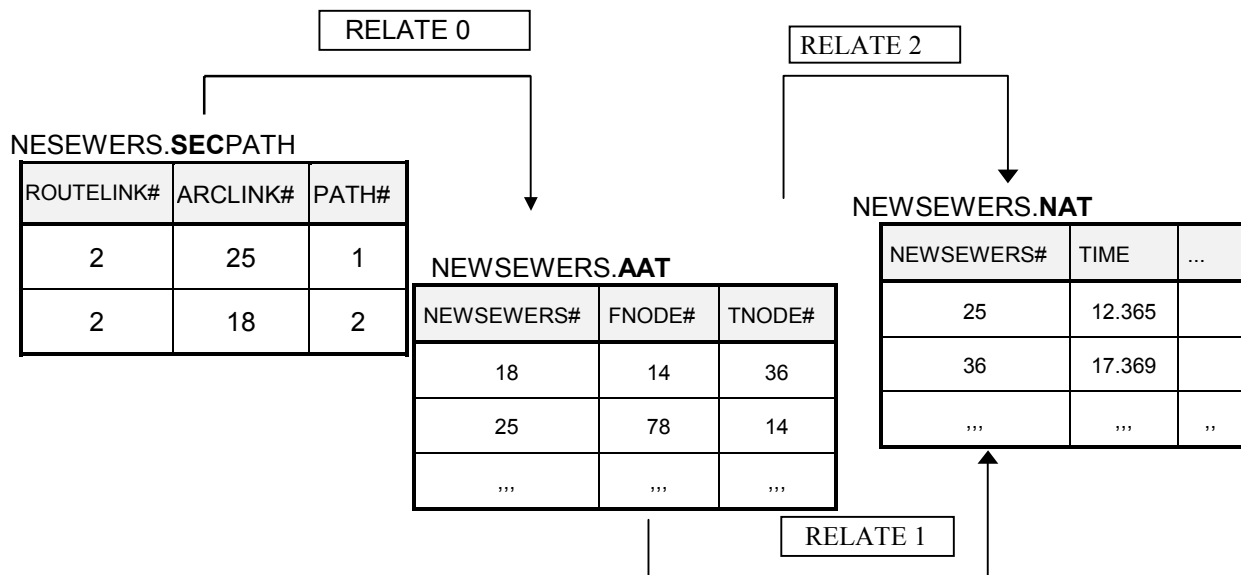 RELATE 0
RELATE 2
NESEWERS.SECPATH
ROUTELINK# ARCLINK# PATH#
2 25 1
2 18 2
NEWSEWERS.AAT
NEWSEWERS# FNODE# TNODE#
18 14 36
25 78 14
,,, ,,, ,,,
NEWSEWERS.NAT
NEWSEWERS# TIME ...
25 12.365
36 17.369
,,, ,,, ,,
RELATE 1